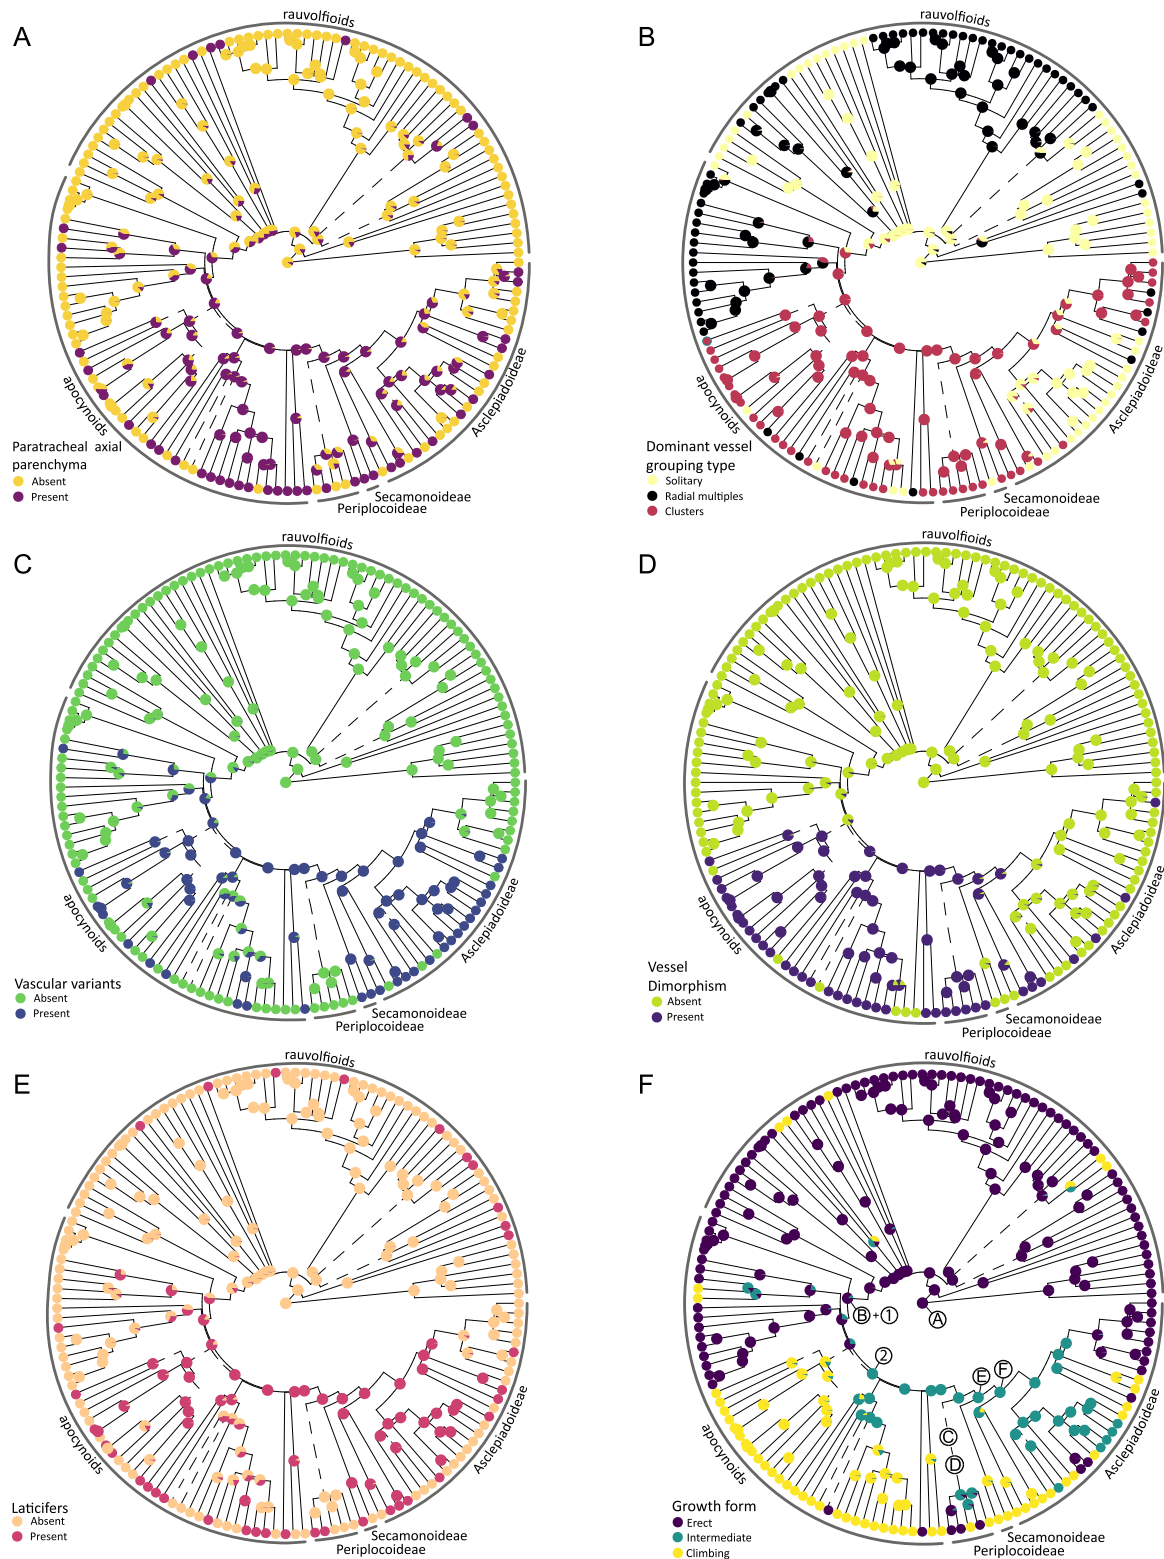 A
rauvolfioids
apocynoids
Asclepiadoideae
Secamonoideae
Periplocoideae
Paratracheal axial
parenchyma
Absent
Present
B
rauvolfioids
apocynoids
Asclepiadoideae
Secamonoideae
Periplocoideae
Dominant vessel
grouping type
Solitary
Radial multiples
Clusters
C
rauvolfioids
apocynoids
Asclepiadoideae
Secamonoideae
Periplocoideae
Vascular variants
Absent
Present
D
rauvolfioids
apocynoids
Asclepiadoideae
Secamonoideae
Periplocoideae
Vessel
Dimorphism
Absent
Present
E
rauvolfioids
apocynoids
Asclepiadoideae
Secamonoideae
Periplocoideae
Laticifers
Absent
Present
F
rauvolfioids
B + 1
A
2
E
F
C
D
apocynoids
Asclepiadoideae
Secamonoideae
Periplocoideae
Growth form
Erect
Intermediate
Climbing